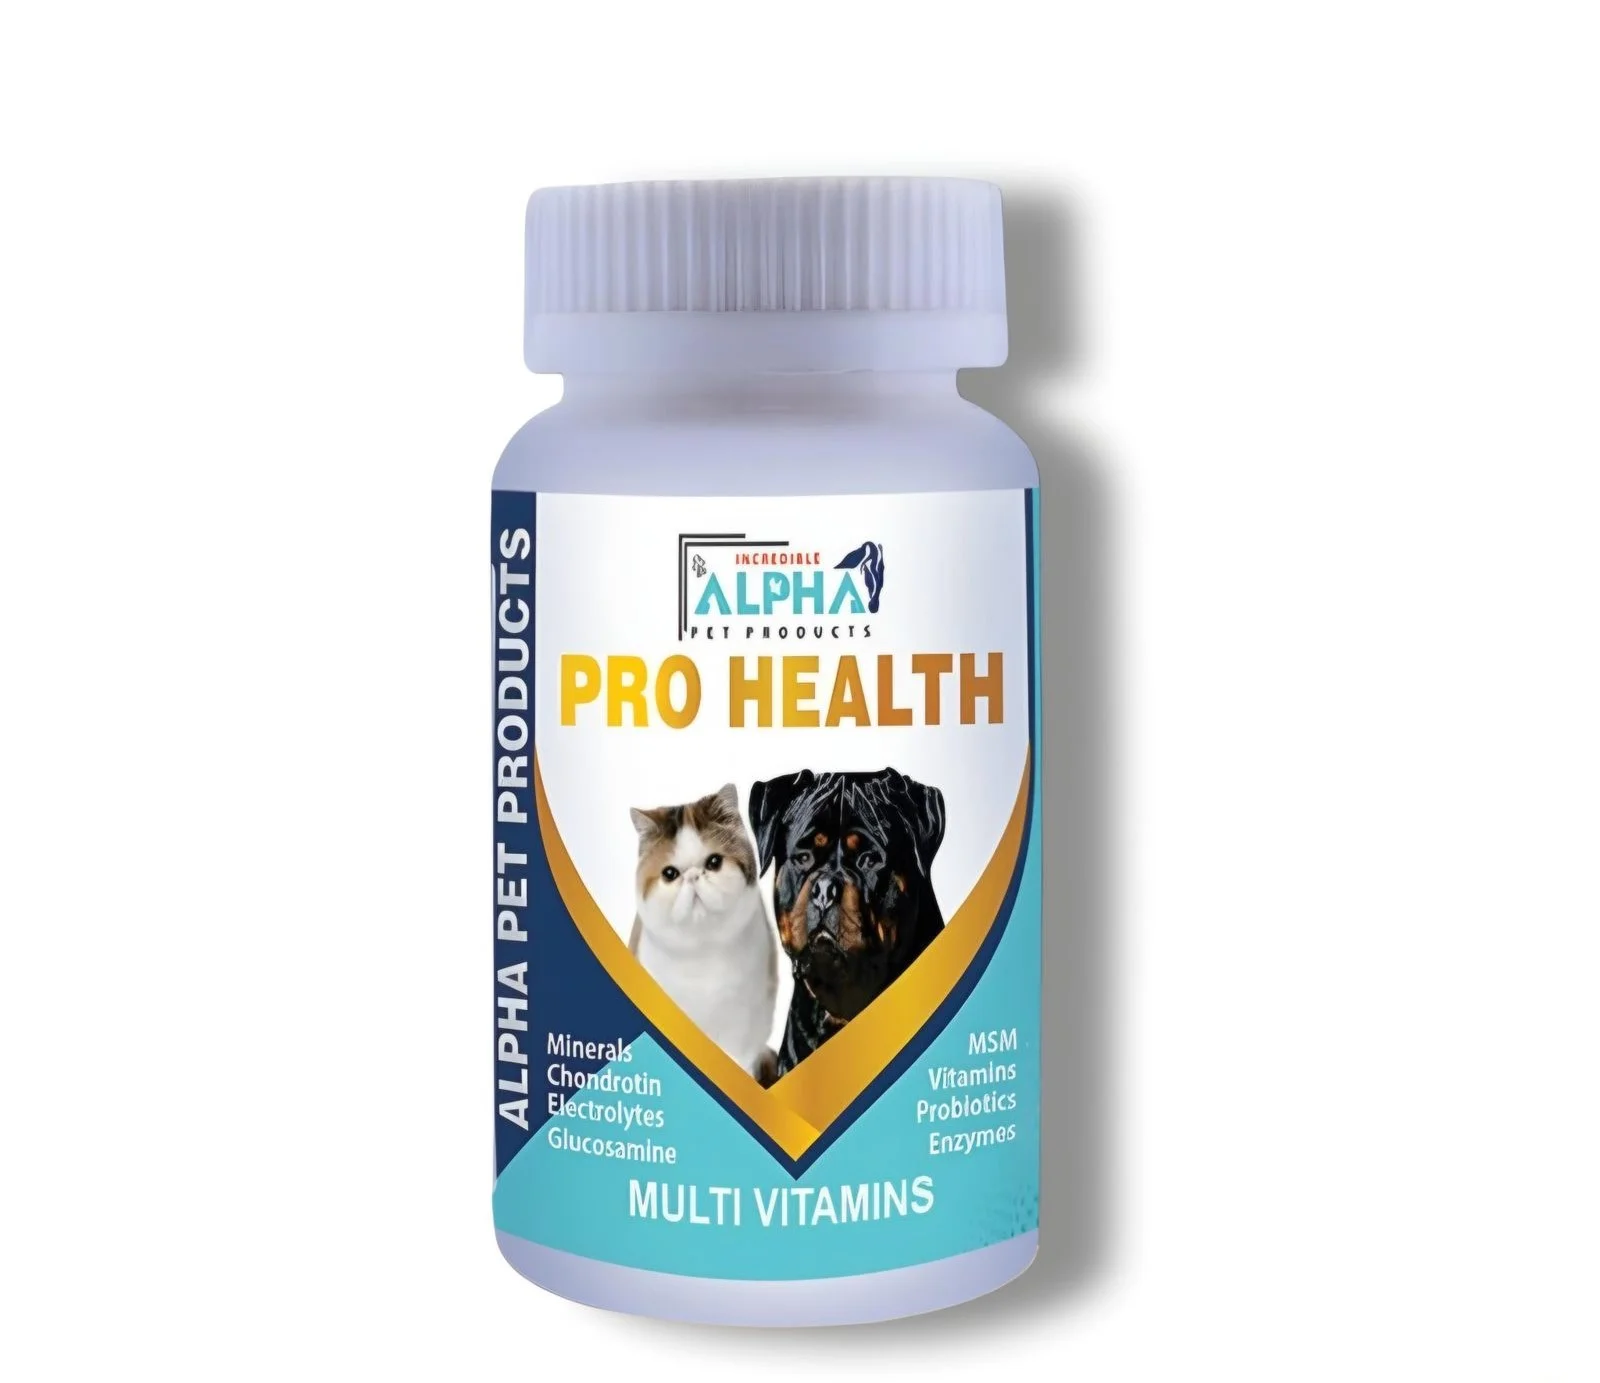 INCREDIBLE
ALPHA
PET PRODUCTS
PRO HEALTH
ALPHA PET PRODUCTS
Minerals
Chondrotin
Electrolytes
Glucosamine
MSM
Vitamins
Probiotics
Enzymes
MULTI VITAMINS